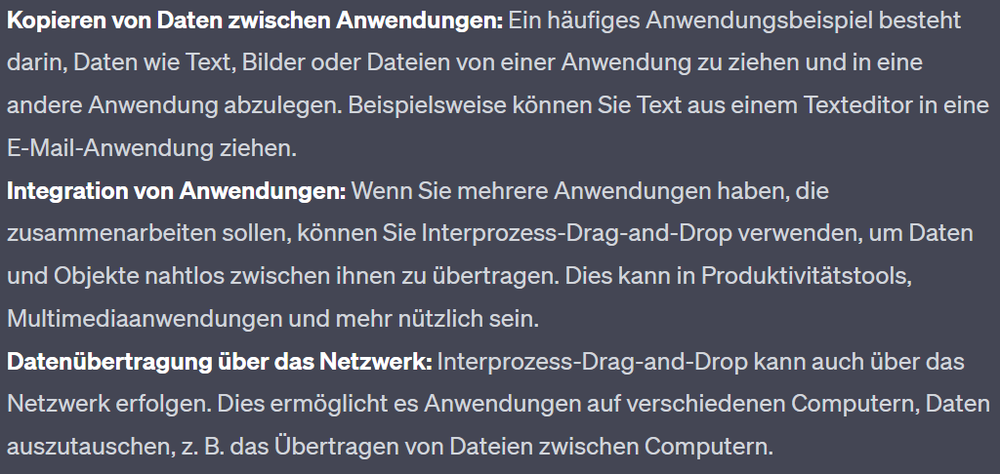 Kopieren von Daten zwischen Anwendungen: Ein häufiges Anwendungsbeispiel besteht
darin, Daten wie Text, Bilder oder Dateien von einer Anwendung zu ziehen und in eine
andere Anwendung abzulegen. Beispielsweise können Sie Text aus einem Texteditor in eine
E-Mail-Anwendung ziehen.
Integration von Anwendungen: Wenn Sie mehrere Anwendungen haben, die
zusammenarbeiten sollen, können Sie Interprozess-Drag-and-Drop verwenden, um Daten
und Objekte nahtlos zwischen ihnen zu übertragen. Dies kann in Produktivitätstools,
Multimediaanwendungen und mehr nützlich sein.
Datenübertragung über das Netzwerk: Interprozess-Drag-and-Drop kann auch über das
Netzwerk erfolgen. Dies ermöglicht es Anwendungen auf verschiedenen Computern, Daten
auszutauschen, z. B. das Übertragen von Dateien zwischen Computern.